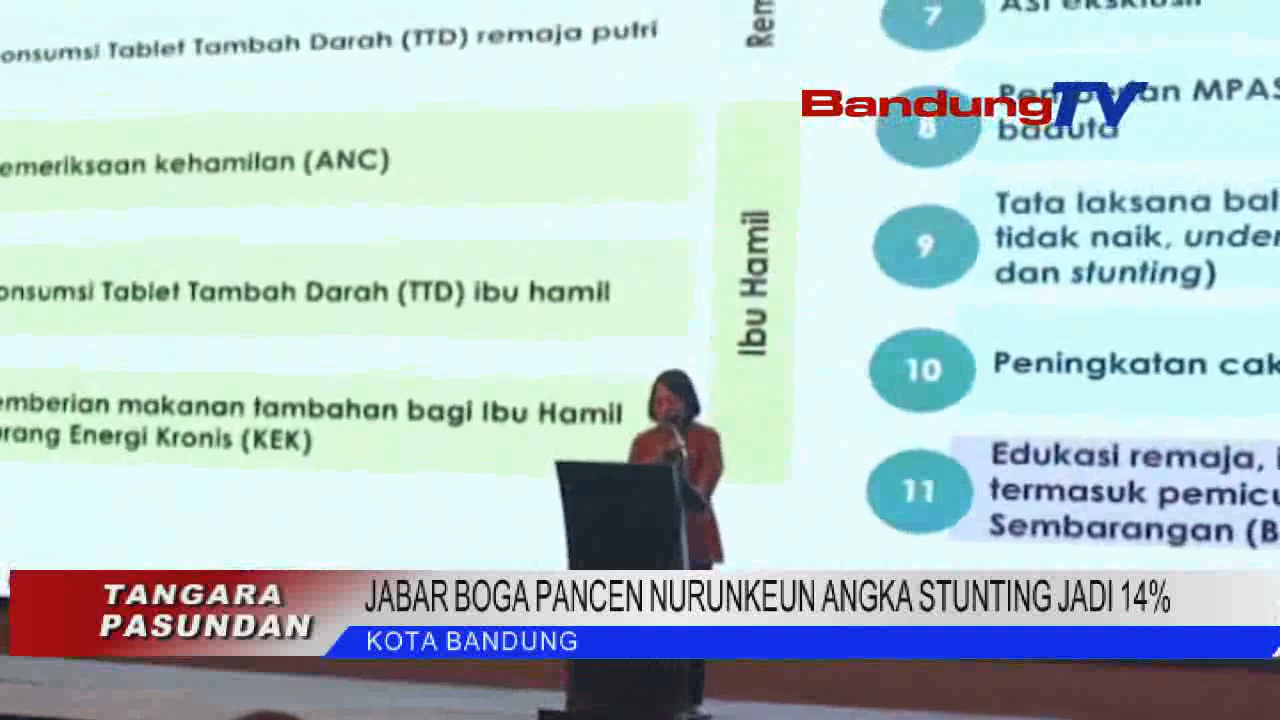 onsumsi Tablet Tambah Darah (TTD) remaja putri
emeriksaan kehamilan (ANC)
onsumsi Tablet Tambah Darah (TTD) ibu hamil
emberian makanan tambahan bagi Ibu Hamil
urang Energi Kronis (KEK)
Rem
Ibu Hamil
7
ASI eksklusif
BandungTV
8
MPAS
baduta
9
Tata laksana bal
tidak naik, under
dan stunting)
10
Peningkatan cak
11
Edukasi remaja, i
termasuk pemicu
Sembarangan (B
TANGARA
PASUNDAN
JABAR BOGA PANCEN NURUNKEUN ANGKA STUNTING JADI 14%
KOTA BANDUNG